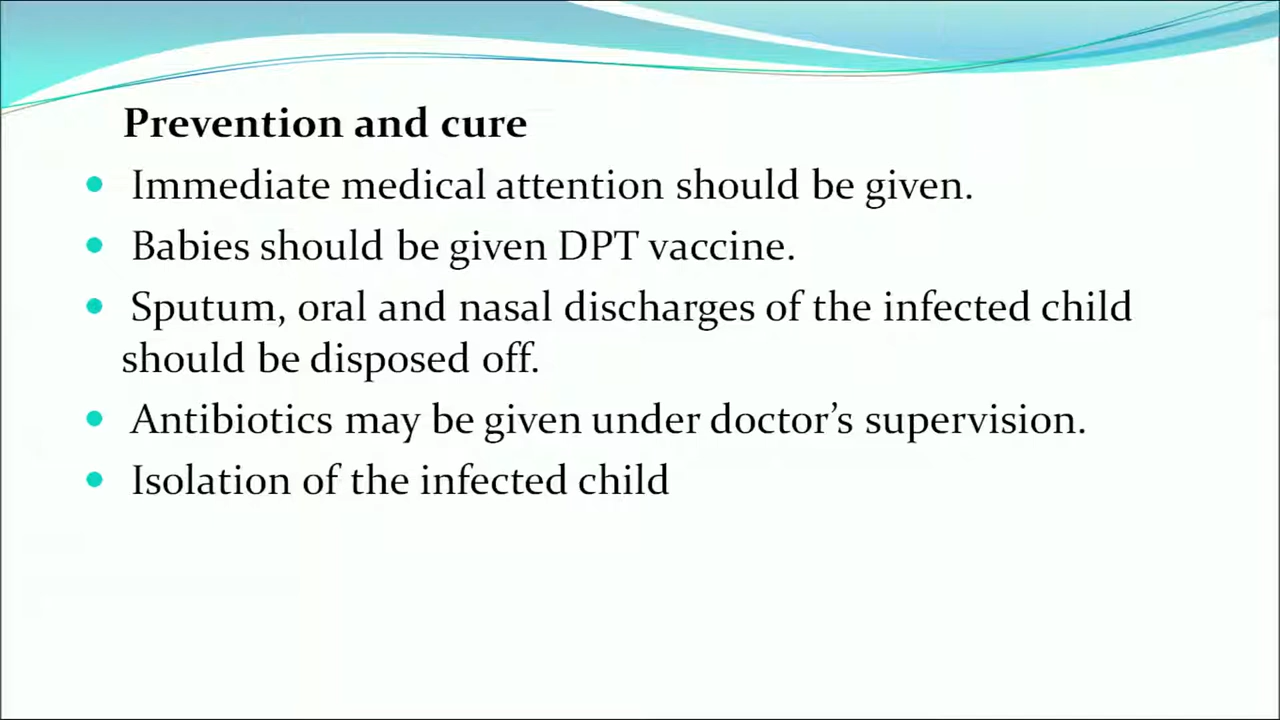 Prevention and cure
• Immediate medical attention should be given.
• Babies should be given DPT vaccine.
• Sputum, oral and nasal discharges of the infected child
should be disposed off.
• Antibiotics may be given under doctor’s supervision.
• Isolation of the infected child